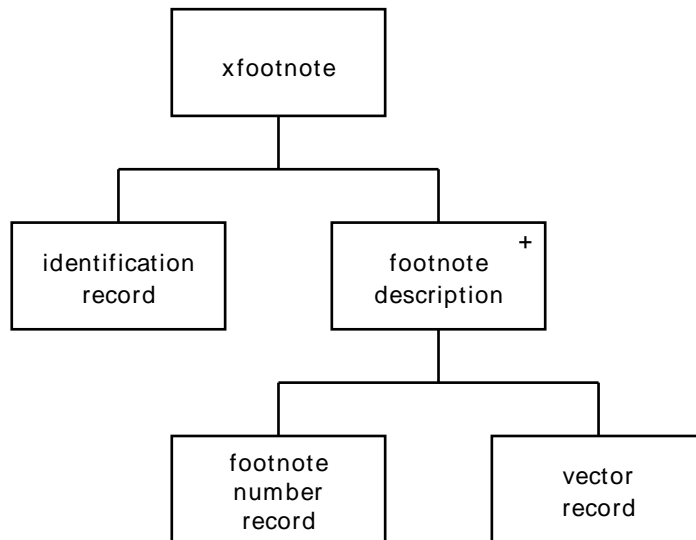 xfootnote
identification
record
+
footnote
description
footnote
number
record
vector
record